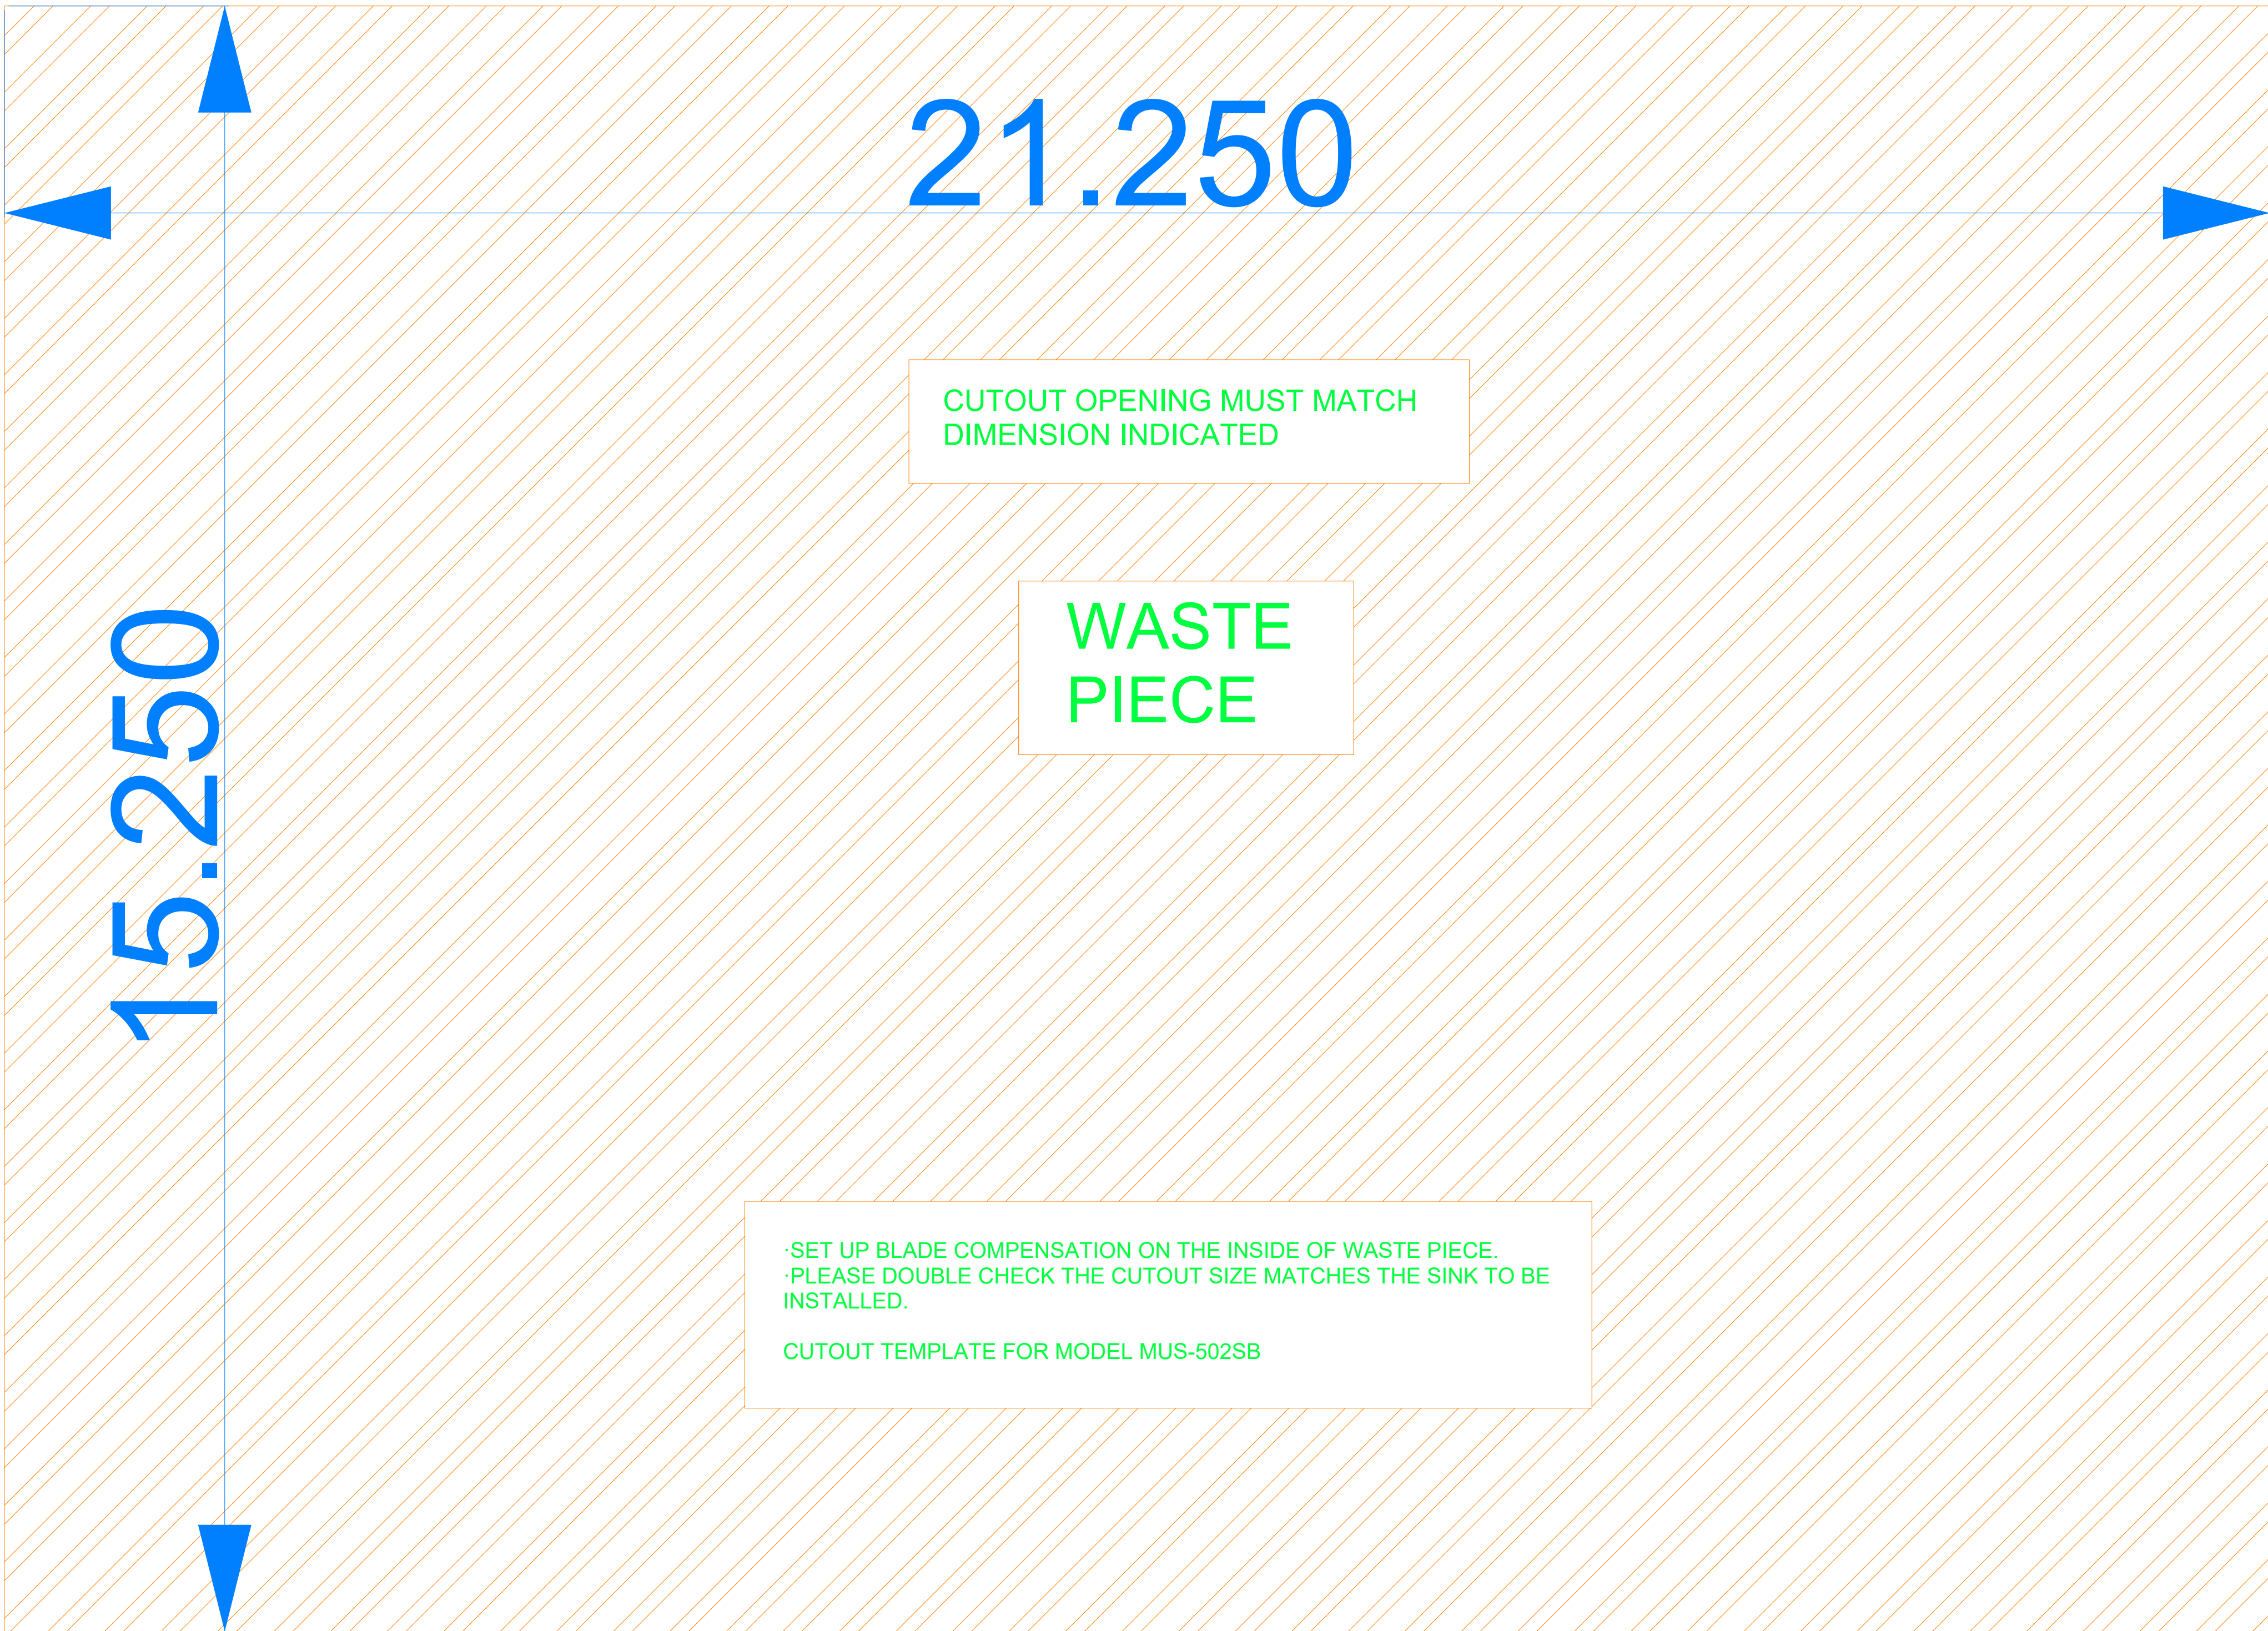 21.250
CUTOUT OPENING MUST MATCH
DIMENSION INDICATED
WASTE
PIECE
15.250
·SET UP BLADE COMPENSATION ON THE INSIDE OF WASTE PIECE.
·PLEASE DOUBLE CHECK THE CUTOUT SIZE MATCHES THE SINK TO BE
INSTALLED.
CUTOUT TEMPLATE FOR MODEL MUS-502SB